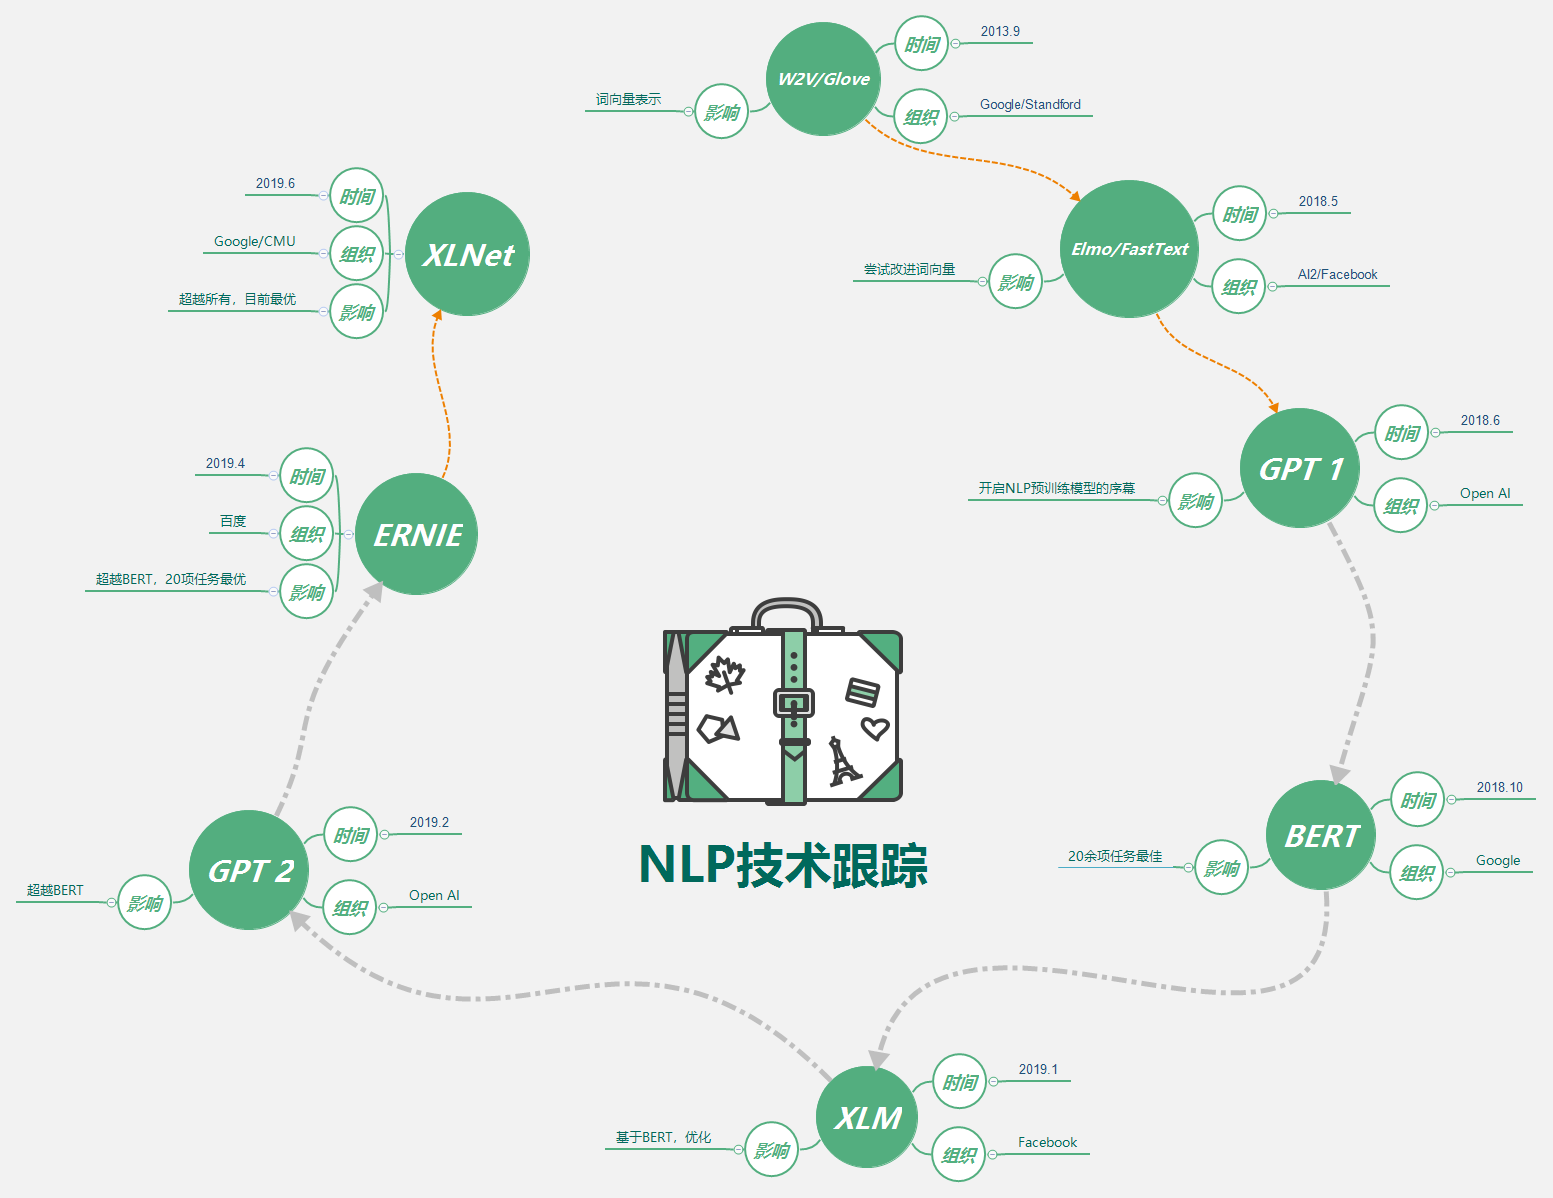 W2V/Glove
时间
2013.9
组织
Google/Standford
影响
词向量表示
Elmo/FastText
时间
2018.5
组织
AI2/Facebook
影响
尝试改进词向量
GPT 1
时间
2018.6
组织
Open AI
影响
开启NLP预训练模型的序幕
BERT
时间
2018.10
组织
Google
影响
20余项任务最佳
XLM
时间
2019.1
组织
Facebook
影响
基于BERT，优化
GPT 2
时间
2019.2
组织
Open AI
影响
超越BERT
ERNIE
时间
2019.4
组织
百度
影响
超越BERT，20项任务最优
XLNet
时间
2019.6
组织
Google/CMU
影响
超越所有，目前最优
NLP技术跟踪